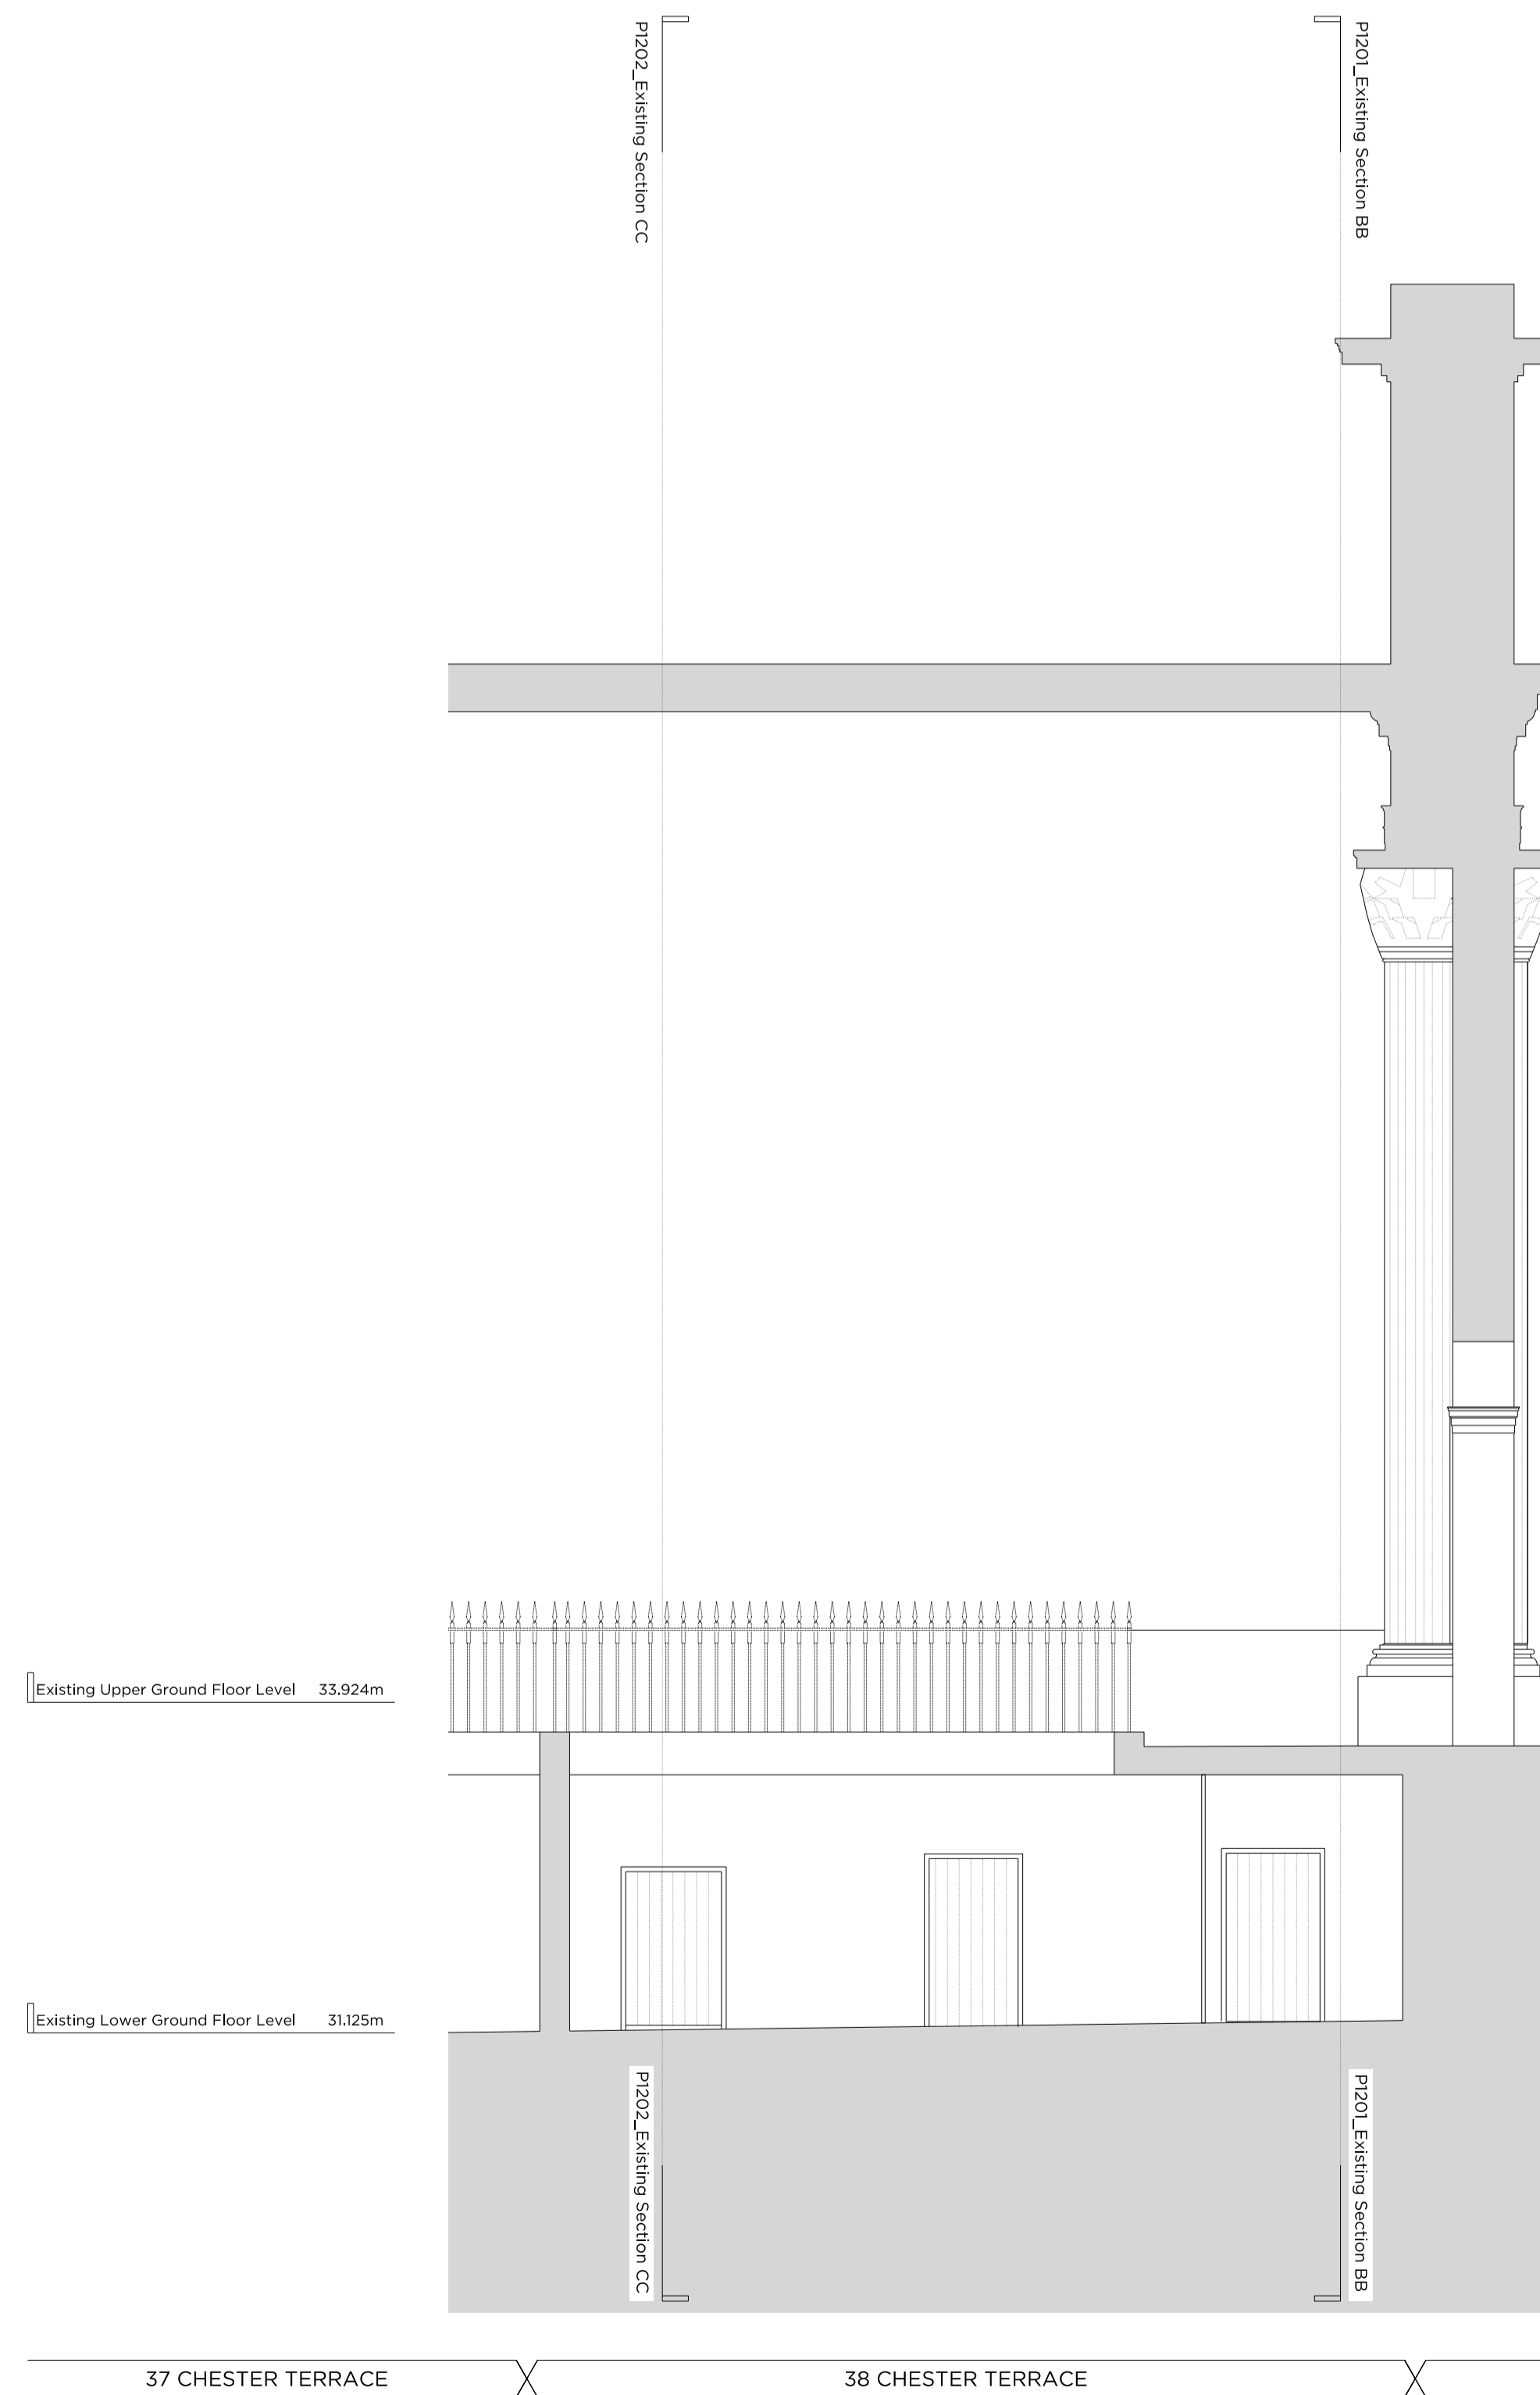 P1202_Existing Section CC
P1201_Existing Section BB
Existing Upper Ground Floor Level 33.924m
Existing Lower Ground Floor Level 31.125m
P1202_Existing Section CC
P1201_Existing Section BB
37 CHESTER TERRACE
38 CHESTER TERRACE